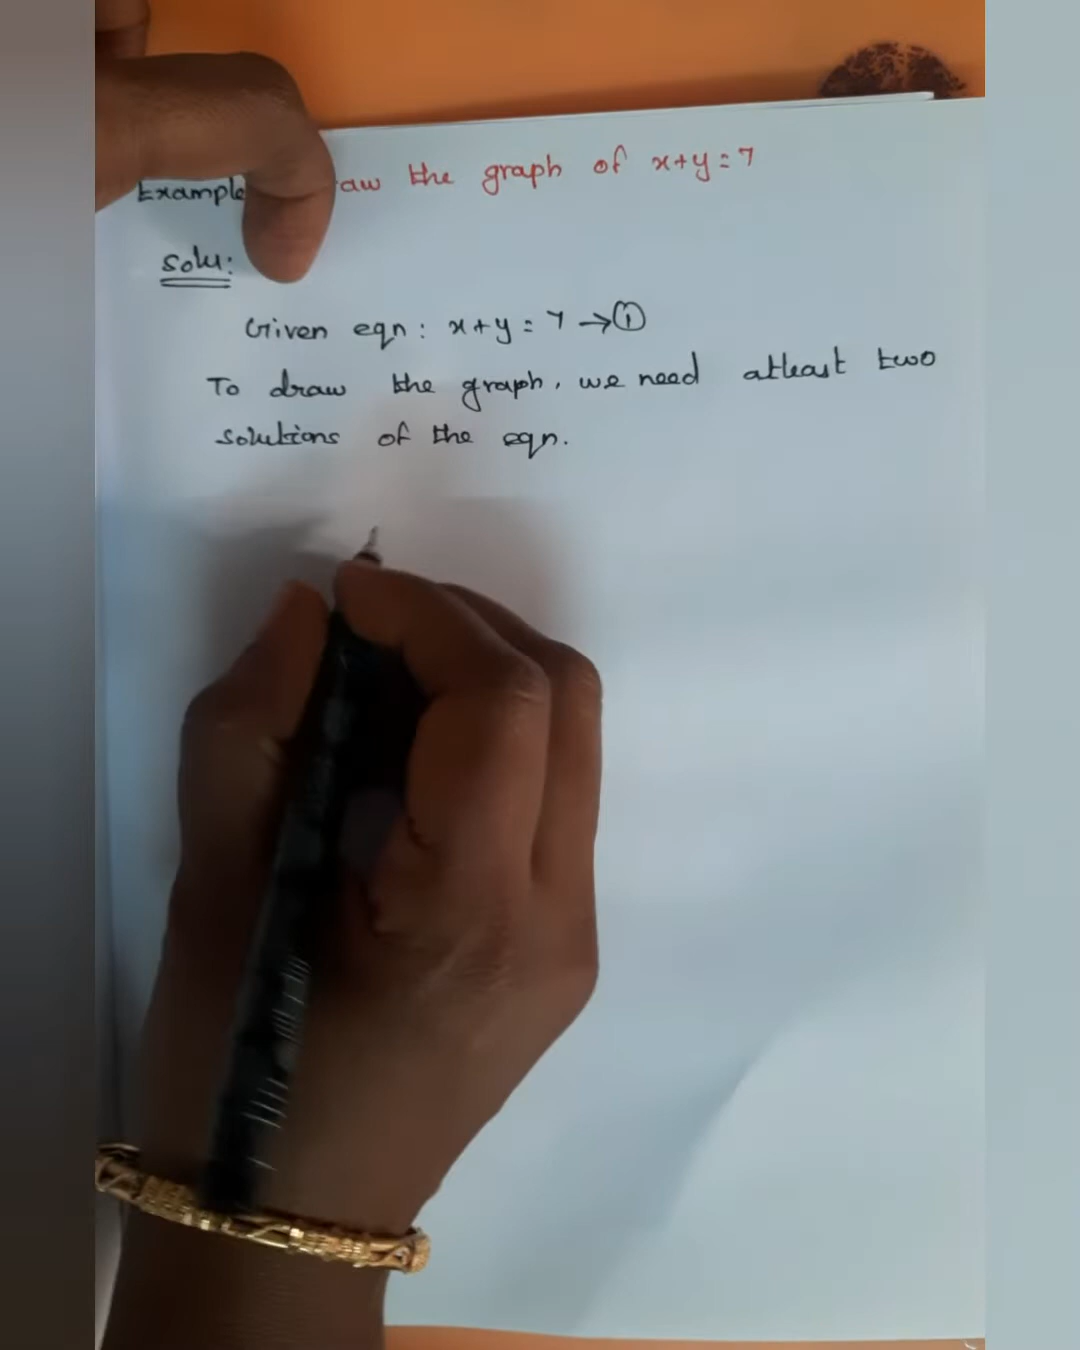 Example aw the graph of x+y=7
Solu:
Given eqn: x+y=7 →①
To draw the graph, we need atleast two
solutions of the eqn.